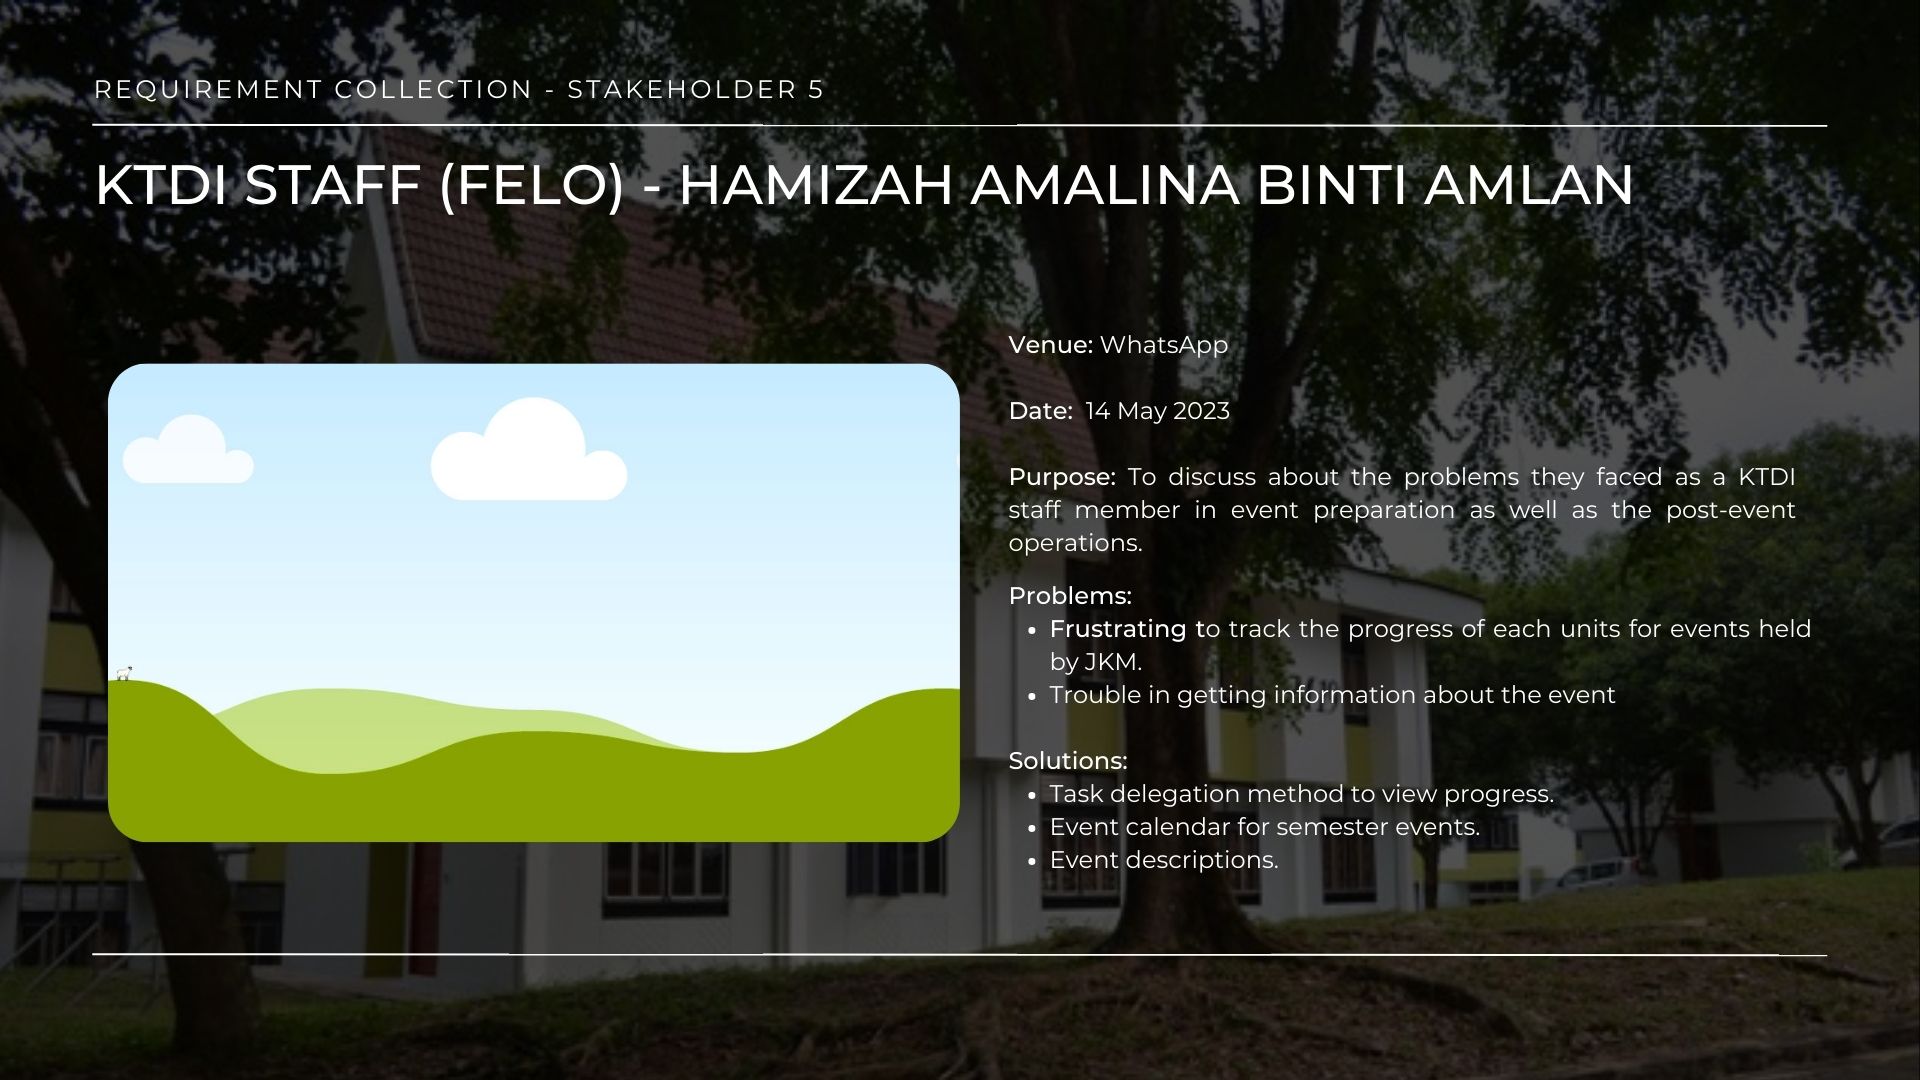 REQUIREMENT COLLECTION - STAKEHOLDER 5
KTDI STAFF (FELO) - HAMIZAH AMALINA BINTI AMLAN
Venue: WhatsApp
Date: 14 May 2023
Purpose: To discuss about the problems they faced as a KTDI
staff member in event preparation as well as the post-event
operations.
Problems:
• Frustrating to track the progress of each units for events held
by JKM.
• Trouble in getting information about the event
Solutions:
• Task delegation method to view progress.
• Event calendar for semester events.
• Event descriptions.